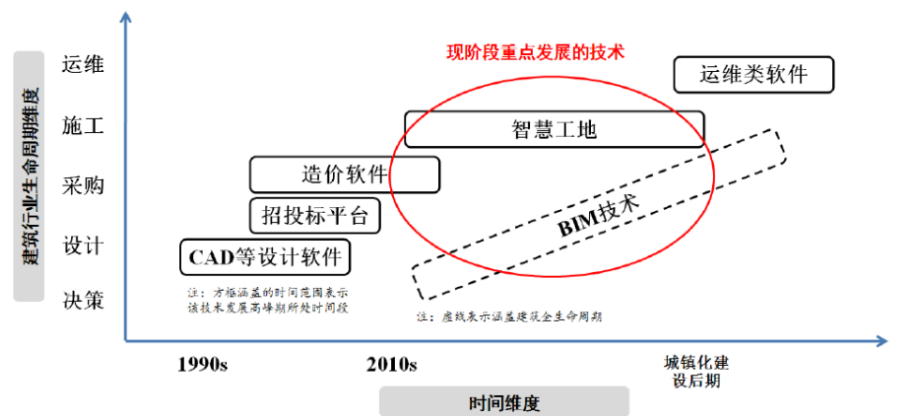 现阶段重点发展的技术
建筑行业生命周期维度
运维
运维类软件
施工
智慧工地
采购
造价软件
招投标平台
BIM技术
设计
CAD等设计软件
决策
注：方框涵盖的时间范围表示
该技术发展高峰期所处时间段
注：虚线表示涵盖建筑全生命周期
1990s
2010s
城镇化建
设后期
时间维度